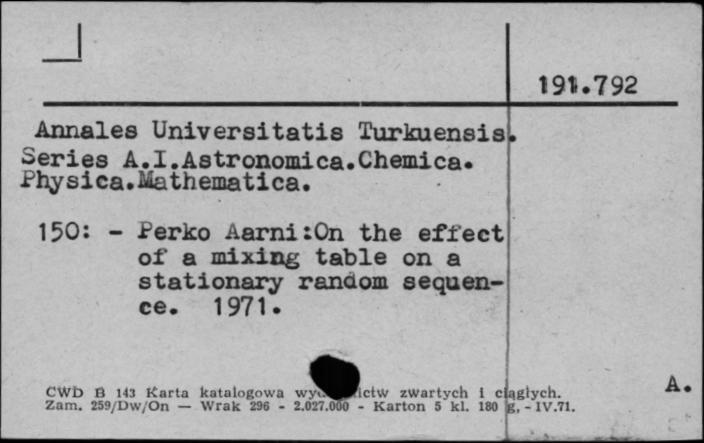 191.792
Annales Universitatis Turkuensis.
Series A.I.Astronomica.Chemica.
Physica.Mathematica.
150: - Perko Aarni:On the effect
of a mixing table on a
stationary random sequen-
ce. 1971.
A.
CWD B 143 Karta katalogowa zwartych i ciągłych.
Zam. 259/Dw/On — Wrak 296 - 2.027.000 - Karton 5 kl. 180 g, - IV.71.